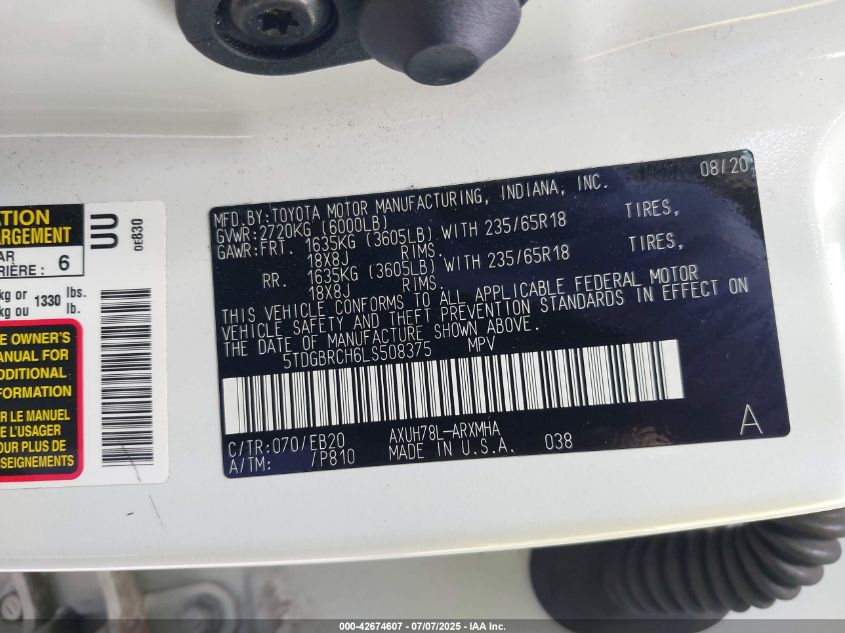 ATION
ARGEMENT
AR
RIÈRE : 6
kg or 1330 lbs.
kg ou lb.
E OWNER'S
ANUAL FOR
DDITIONAL
FORMATION
R LE MANUEL
L'USAGER
OUR PLUS DE
SEIGNEMENTS
UU
0E830
08/20
MFD.BY:TOYOTA MOTOR MANUFACTURING, INDIANA, INC.
GVWR:2720KG (6000LB)
GAWR:FRT. 1635KG (3605LB) WITH 235/65R18 TIRES,
18X8J RIMS.
RR. 1635KG (3605LB) WITH 235/65R18 TIRES,
18X8J RIMS.
THIS VEHICLE CONFORMS TO ALL APPLICABLE FEDERAL MOTOR
VEHICLE SAFETY AND THEFT PREVENTION STANDARDS IN EFFECT ON
THE DATE OF MANUFACTURE SHOWN ABOVE.
5TDGBRCH6LS508375 MPV
C/TR:070/EB20 AXUH78L-ARXMHA
A/TM: /P810 MADE IN U.S.A. 038
A
000-42674607 - 07/07/2025 - IAA Inc.